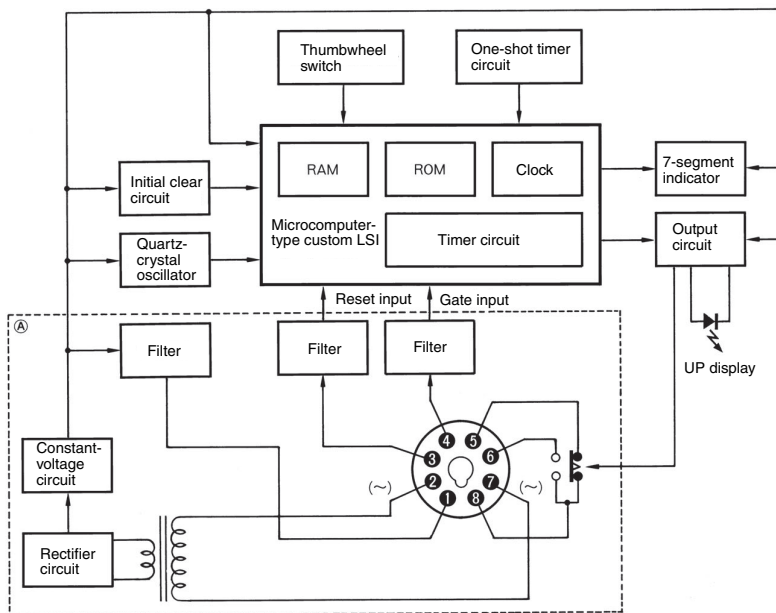 Thumbwheel
switch
One-shot timer
circuit
RAM
ROM
Clock
Initial clear
circuit
Microcomputer-
type custom LSI
Timer circuit
7-segment
indicator
Quartz-
crystal
oscillator
Output
circuit
Reset input
Gate input
UP display
A
Filter
Filter
Filter
Constant-
voltage
circuit
4
5
3
6
2
7
1
8
(~)
(~)
Rectifier
circuit